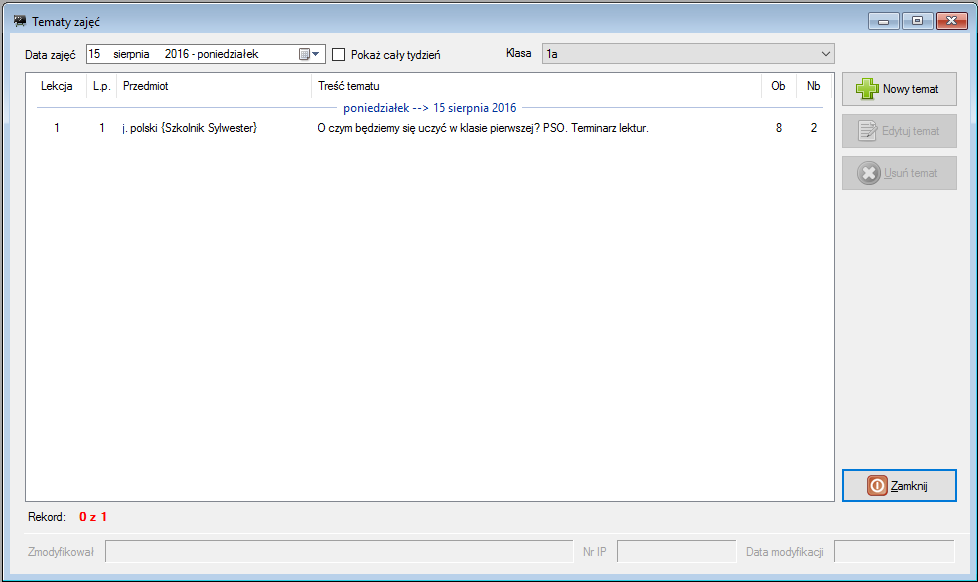 Tematy zajęć
Data zajęć 15 sierpnia 2016 - poniedziałek Pokaż cały tydzień Klasa 1a
Lekcja L.p. Przedmiot Treść tematu Ob Nb
poniedziałek --> 15 sierpnia 2016
1 1 j. polski {Szkolnik Sylwester} O czym będziemy się uczyć w klasie pierwszej? PSO. Terminarz lektur. 8 2
Nowy temat
Edytuj temat
Usuń temat
Zamknij
Rekord: 0 z 1
Zmodyfikował Nr IP Data modyfikacji